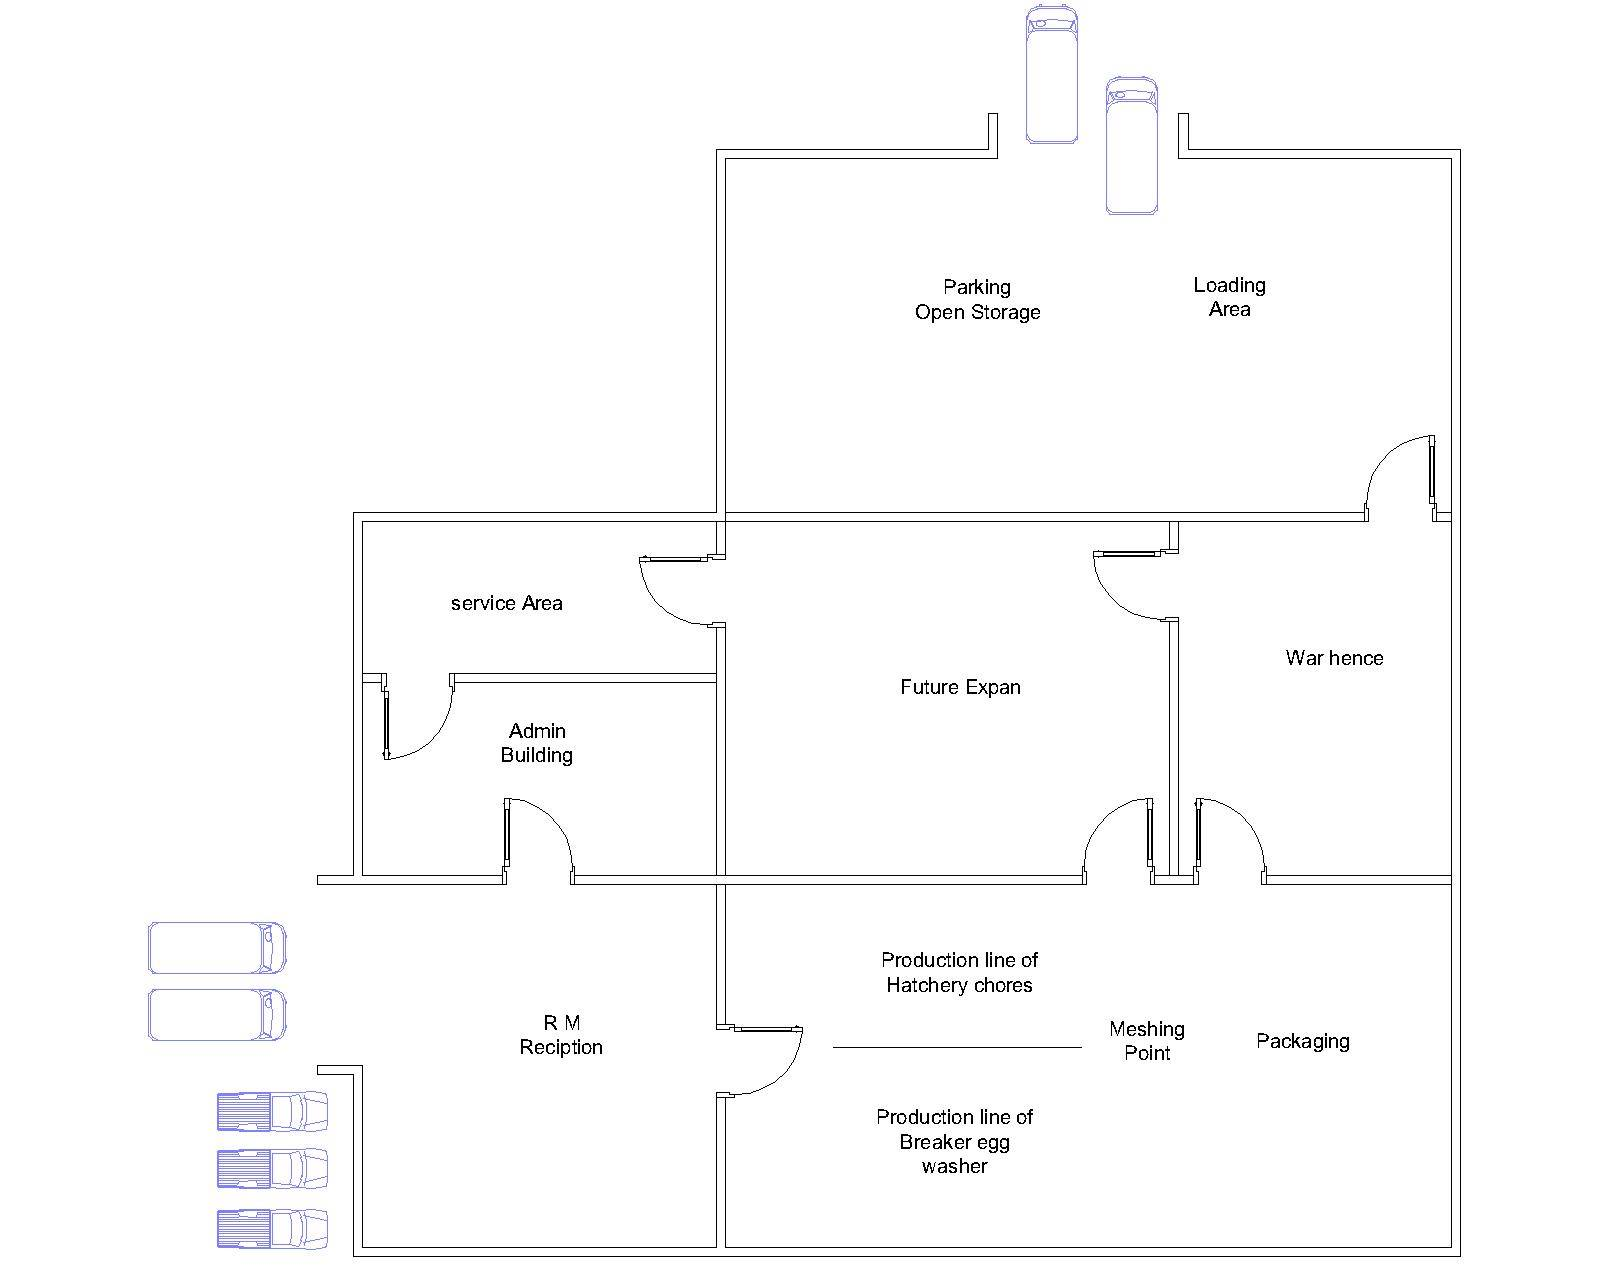 Parking
Open Storage
Loading
Area
service Area
War hence
Future Expan
Admin
Building
Production line of
Hatchery chores
R M
Reciption
Meshing
Point
Packaging
Production line of
Breaker egg
washer